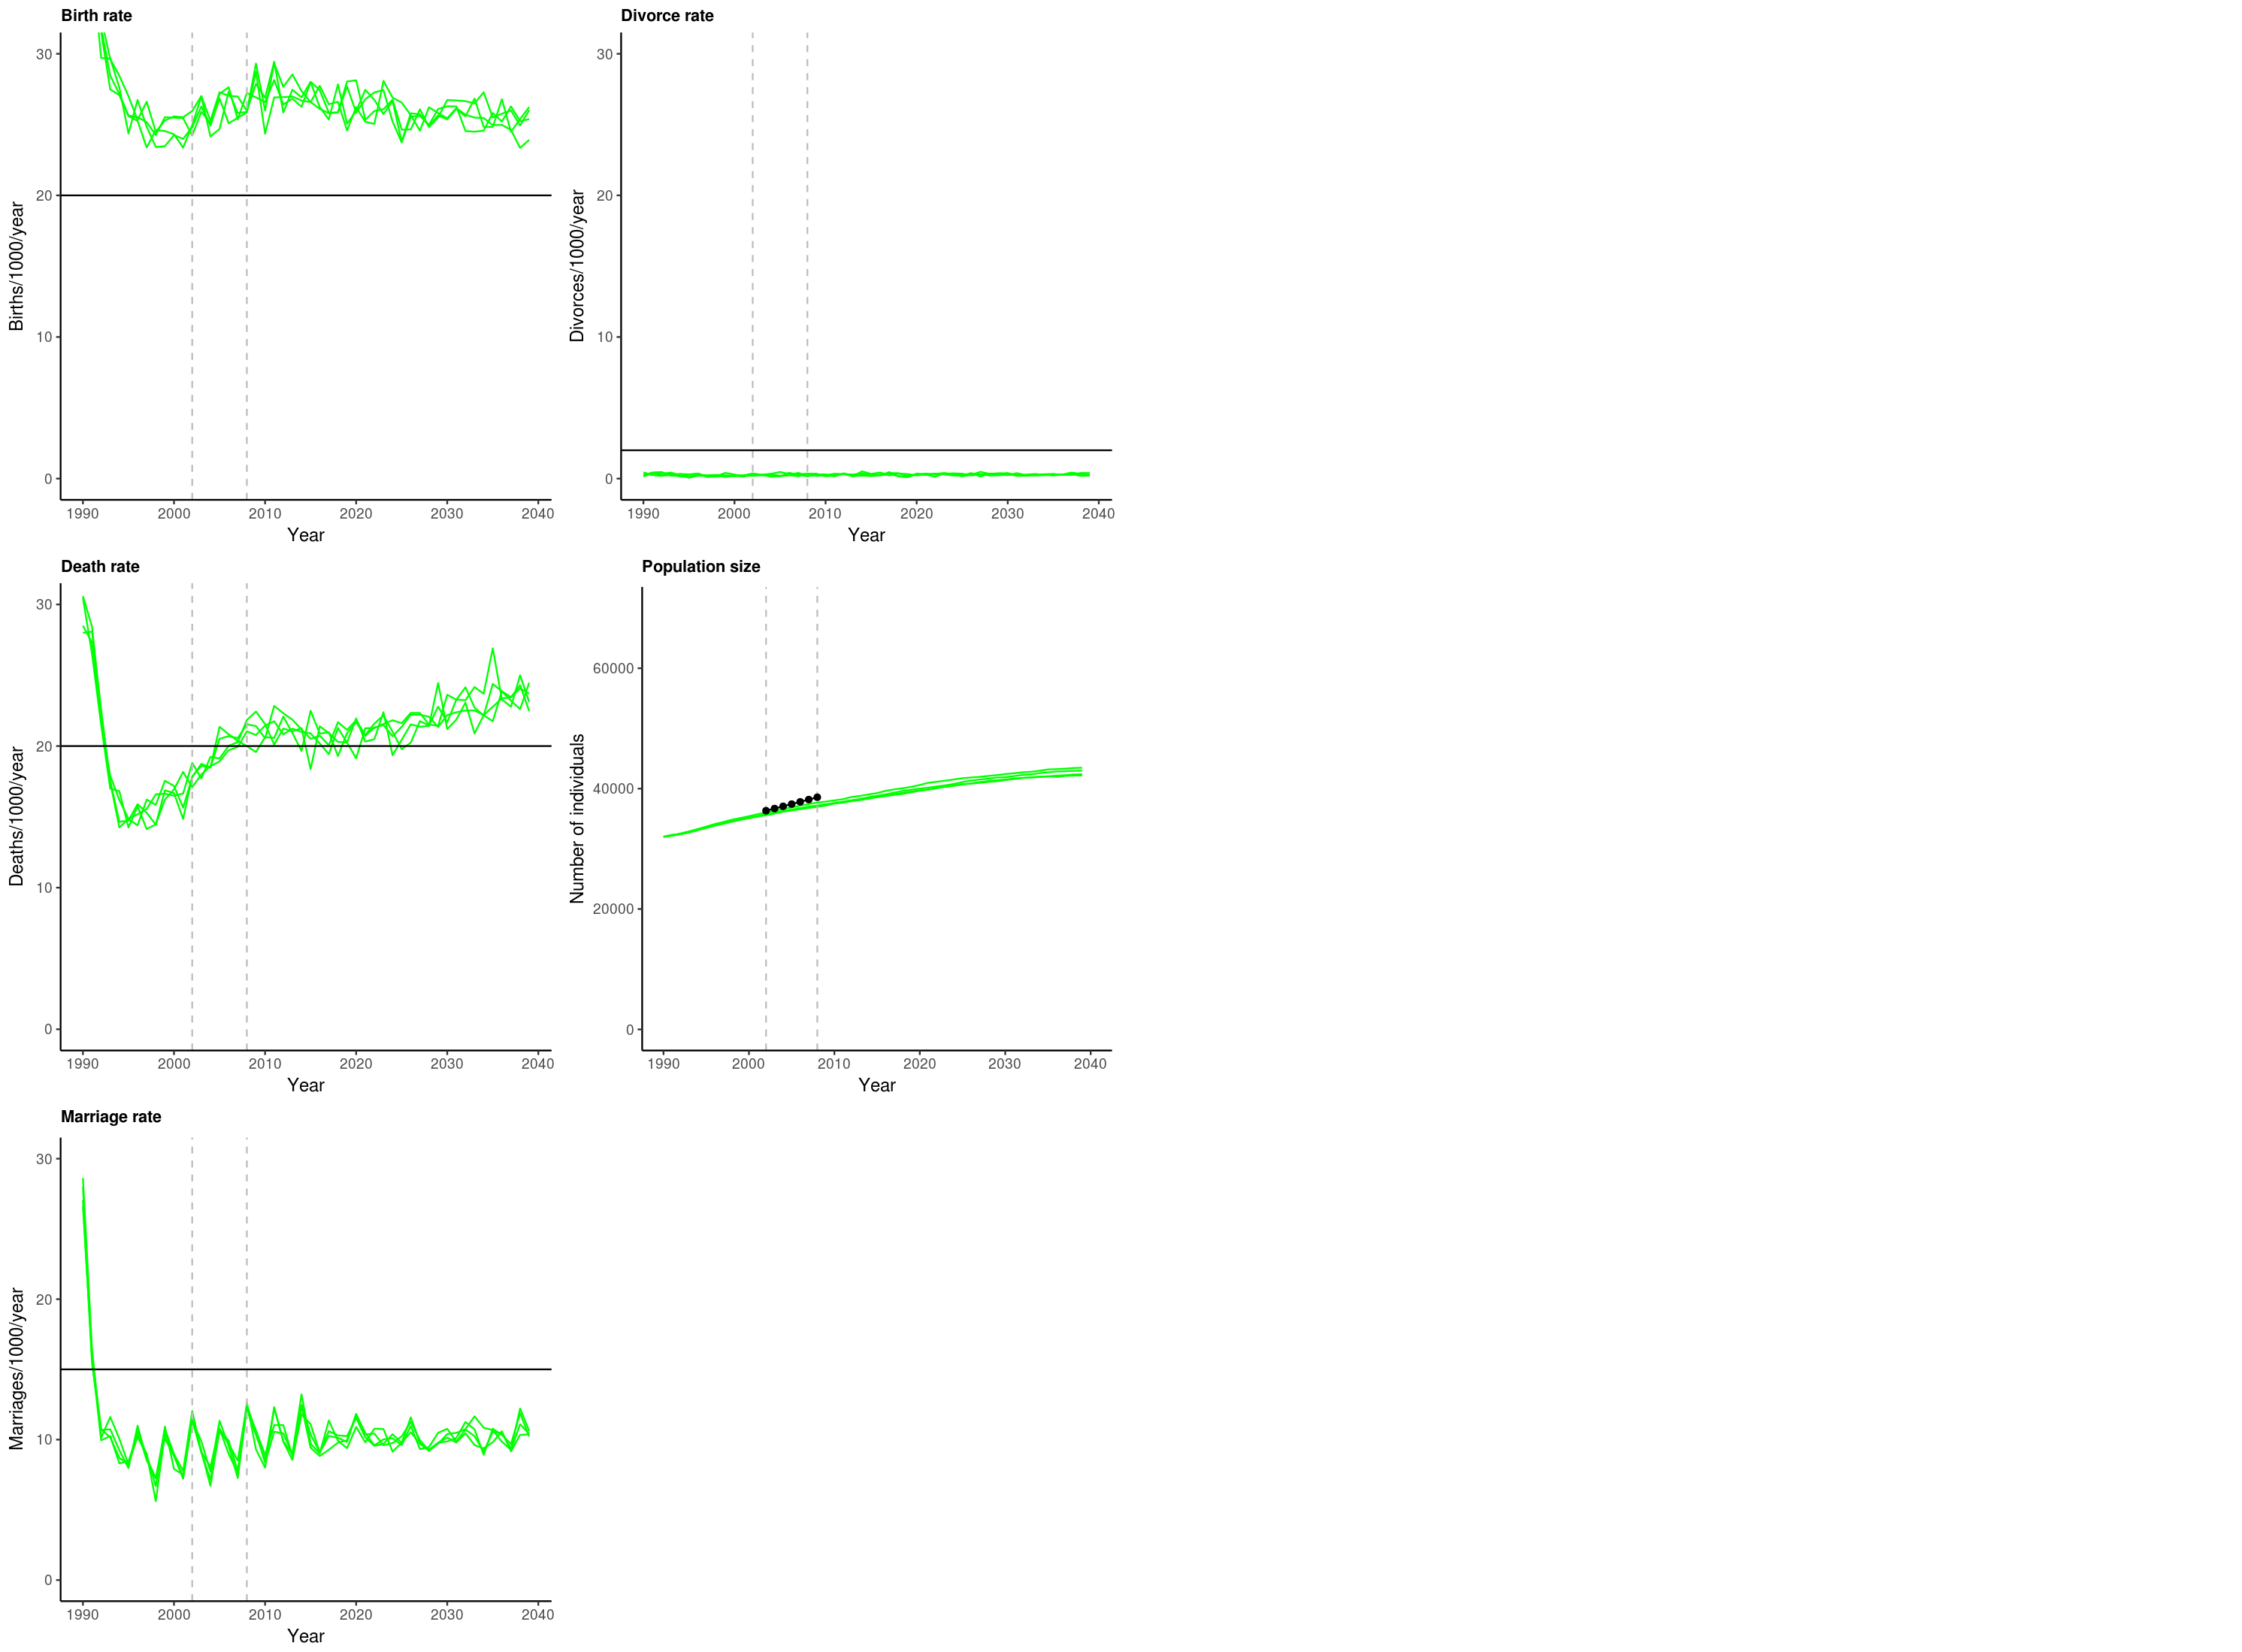 Birth rate
Births/1000/year
30
20
10
0
1990 2000 2010 2020 2030 2040
Year
Divorce rate
Divorces/1000/year
30
20
10
0
1990 2000 2010 2020 2030 2040
Year
Death rate
Deaths/1000/year
30
20
10
0
1990 2000 2010 2020 2030 2040
Year
Population size
Number of individuals
60000
40000
20000
0
1990 2000 2010 2020 2030 2040
Year
Marriage rate
Marriages/1000/year
30
20
10
0
1990 2000 2010 2020 2030 2040
Year